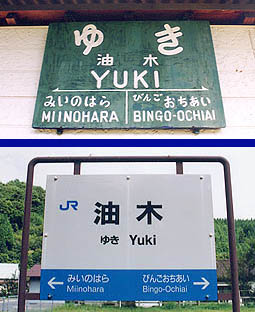 ゆき
油木
YUKI
みいのはら びんごおちあい
MIINOHARA BINGO-OCHIAI
JR 油木
ゆき Yuki
← みいのはら びんごおちあい →
Miinohara Bingo-Ochiai